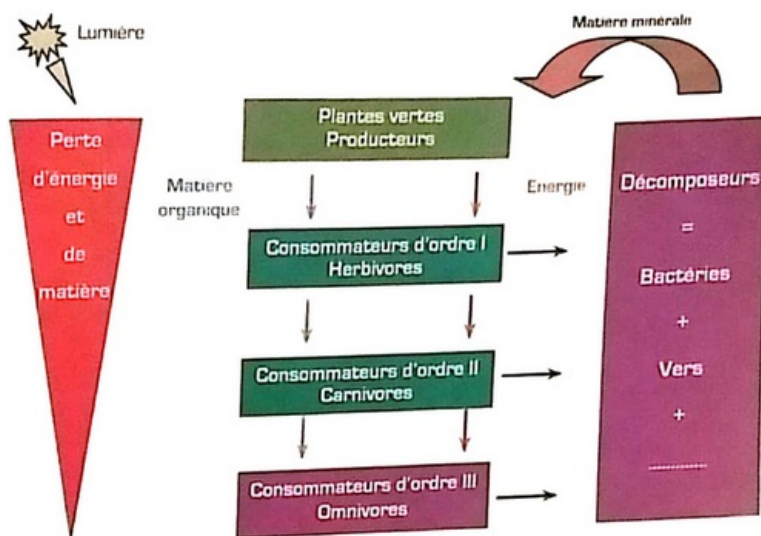 Lumière
Matière minérale
Perte
d'énergie
et
de
matière
Plantes vertes
Producteurs
Matière
organique
Energie
Consommateurs d'ordre I
Herbivores
Consommateurs d'ordre II
Carnivores
Consommateurs d'ordre III
Omnivores
Décomposeurs
=
Bactéries
+
Vers
+
...............